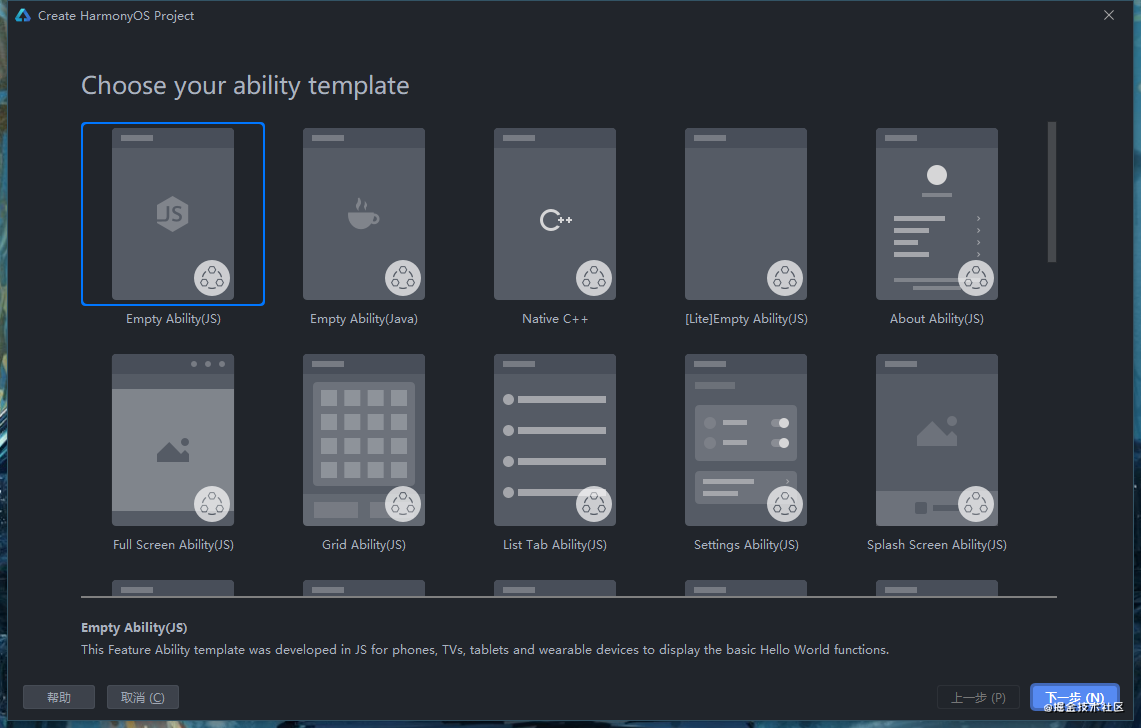 Create HarmonyOS Project
Choose your ability template
JS
C++
Empty Ability(JS)
Empty Ability(Java)
Native C++
[Lite]Empty Ability(JS)
About Ability(JS)
Full Screen Ability(JS)
Grid Ability(JS)
List Tab Ability(JS)
Settings Ability(JS)
Splash Screen Ability(JS)
Empty Ability(JS)
This Feature Ability template was developed in JS for phones, TVs, tablets and wearable devices to display the basic Hello World functions.
帮助
取消 (C)
上一步 (P)
下一步 (N)
@掘金技术社区